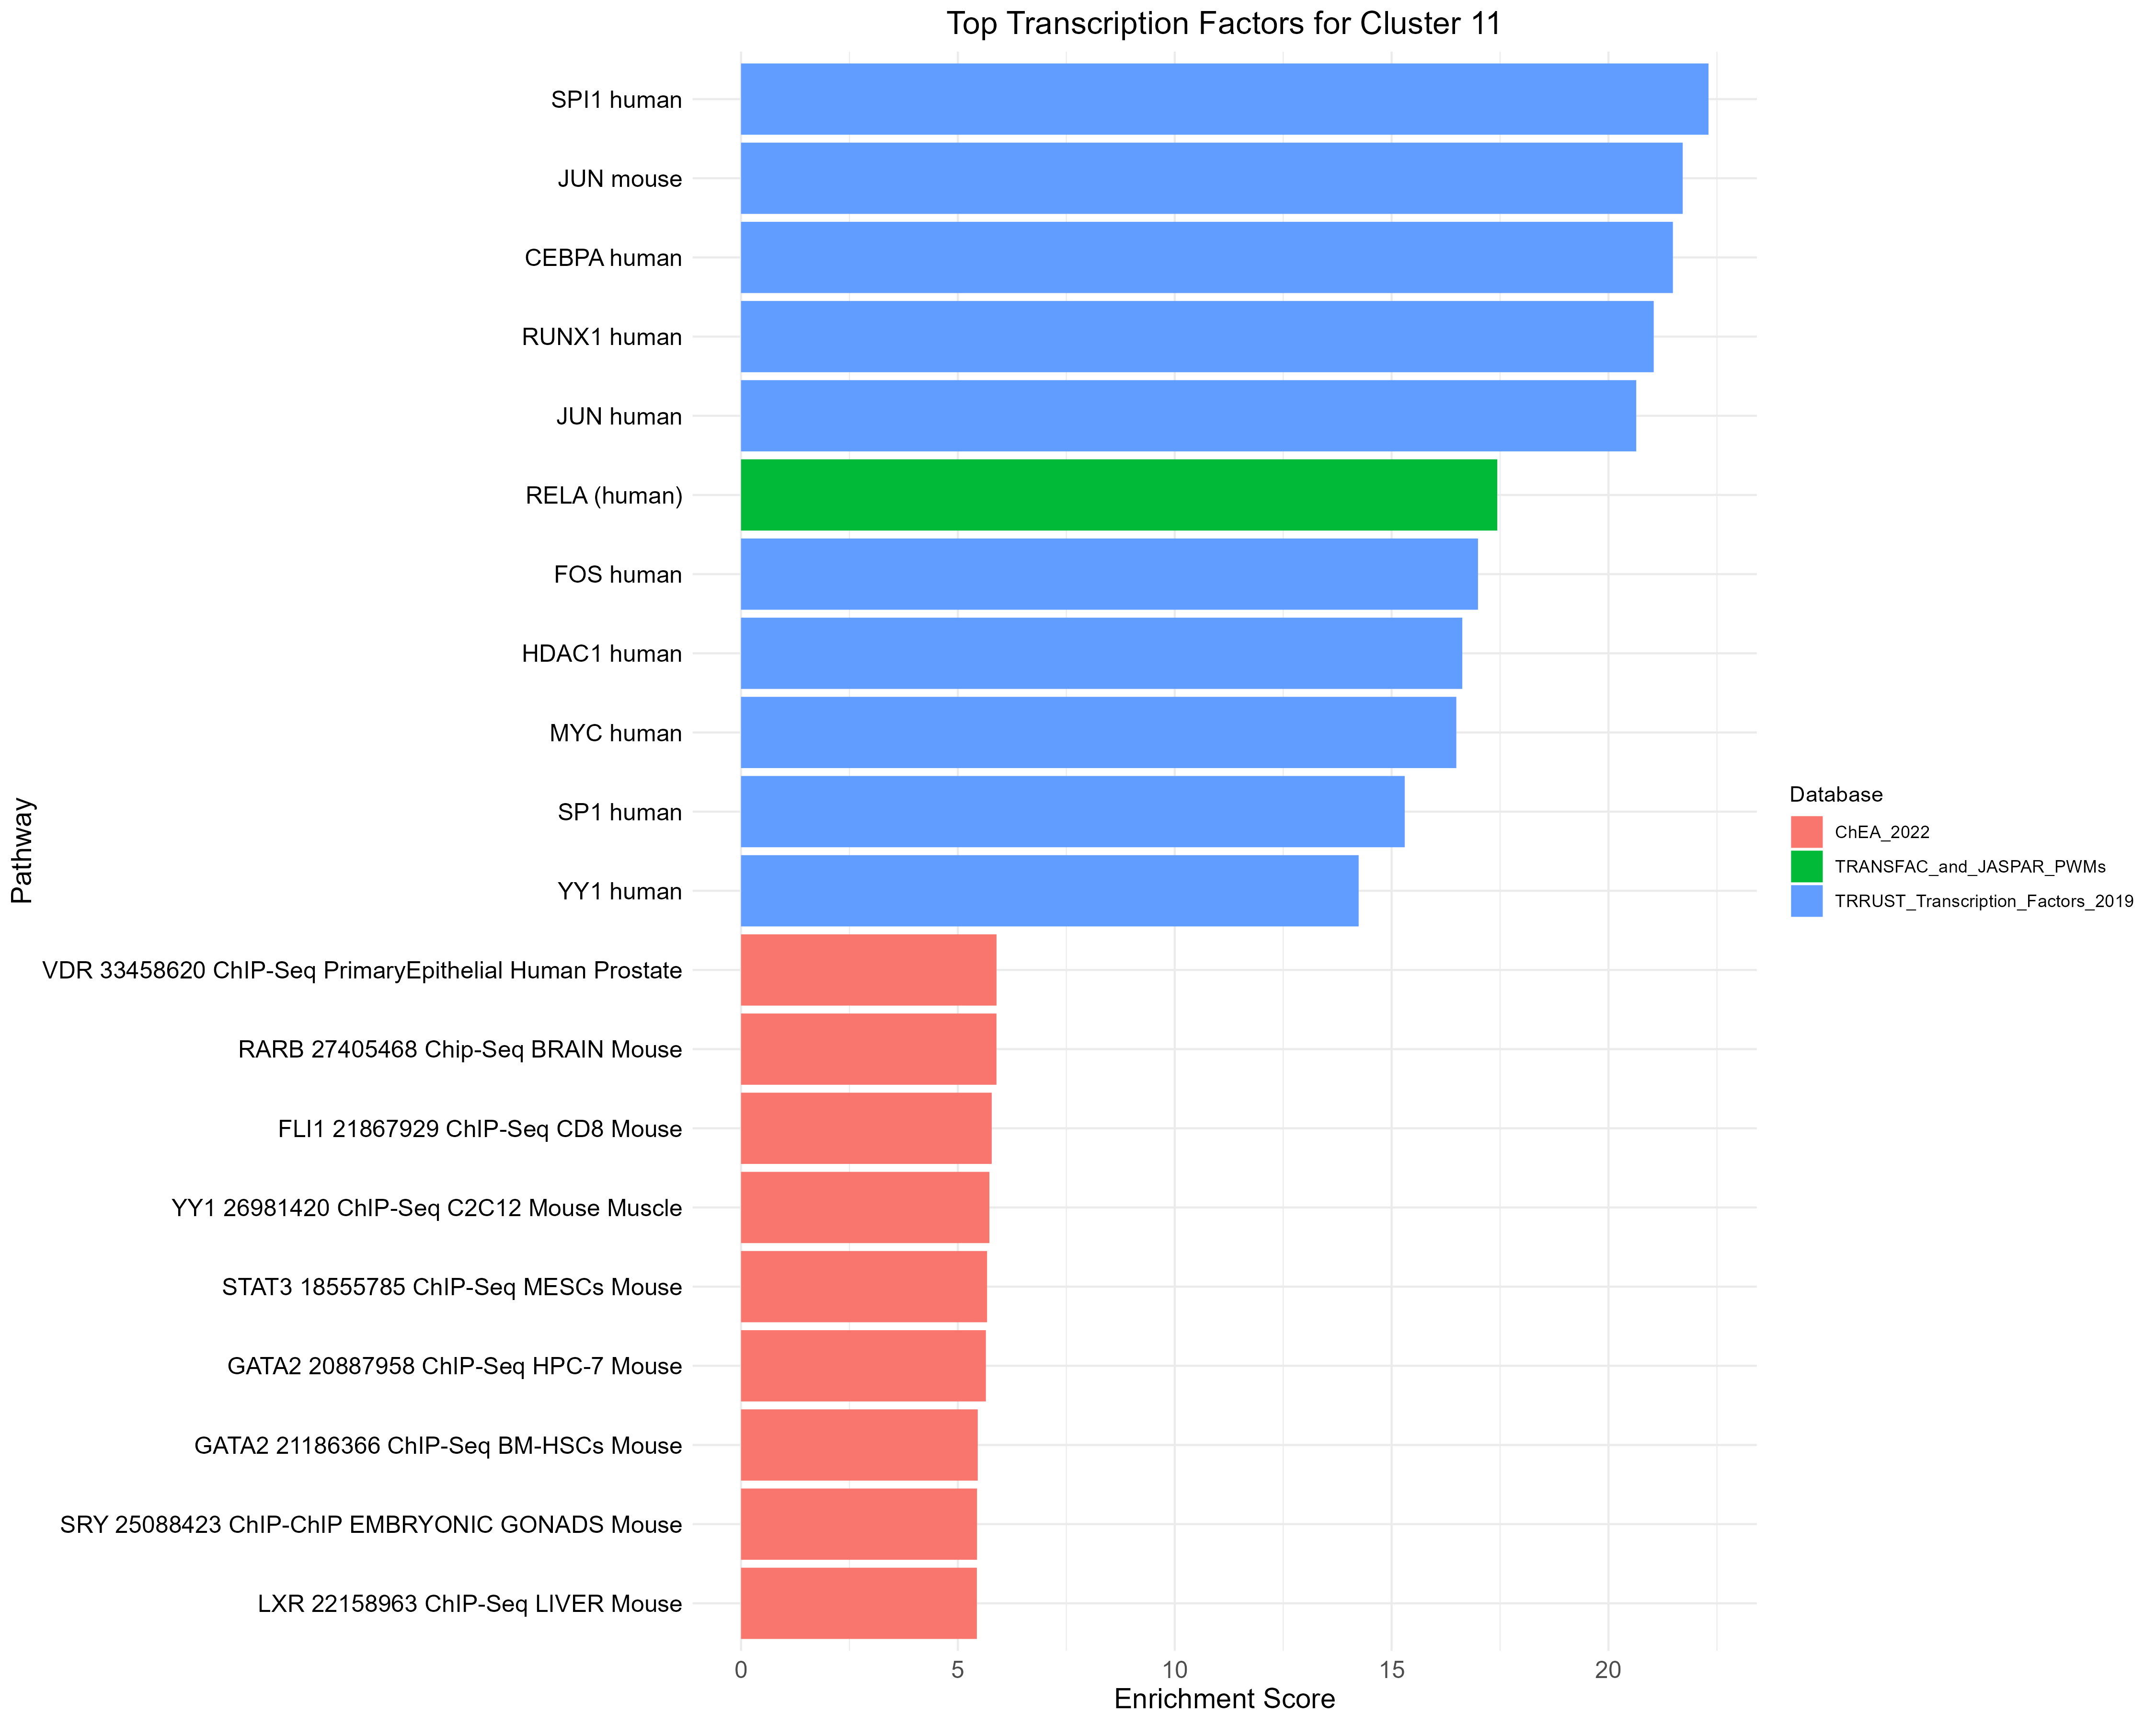 Top Transcription Factors for Cluster 11
SPI1 human
JUN mouse
CEBPA human
RUNX1 human
JUN human
RELA (human)
FOS human
HDAC1 human
MYC human
SP1 human
YY1 human
VDR 33458620 ChIP-Seq PrimaryEpithelial Human Prostate
RARB 27405468 Chip-Seq BRAIN Mouse
FLI1 21867929 ChIP-Seq CD8 Mouse
YY1 26981420 ChIP-Seq C2C12 Mouse Muscle
STAT3 18555785 ChIP-Seq MESCs Mouse
GATA2 20887958 ChIP-Seq HPC-7 Mouse
GATA2 21186366 ChIP-Seq BM-HSCs Mouse
SRY 25088423 ChIP-ChIP EMBRYONIC GONADS Mouse
LXR 22158963 ChIP-Seq LIVER Mouse
Pathway
0 5 10 15 20
Enrichment Score
Database
ChEA_2022
TRANSFAC_and_JASPAR_PWMs
TRRUST_Transcription_Factors_2019